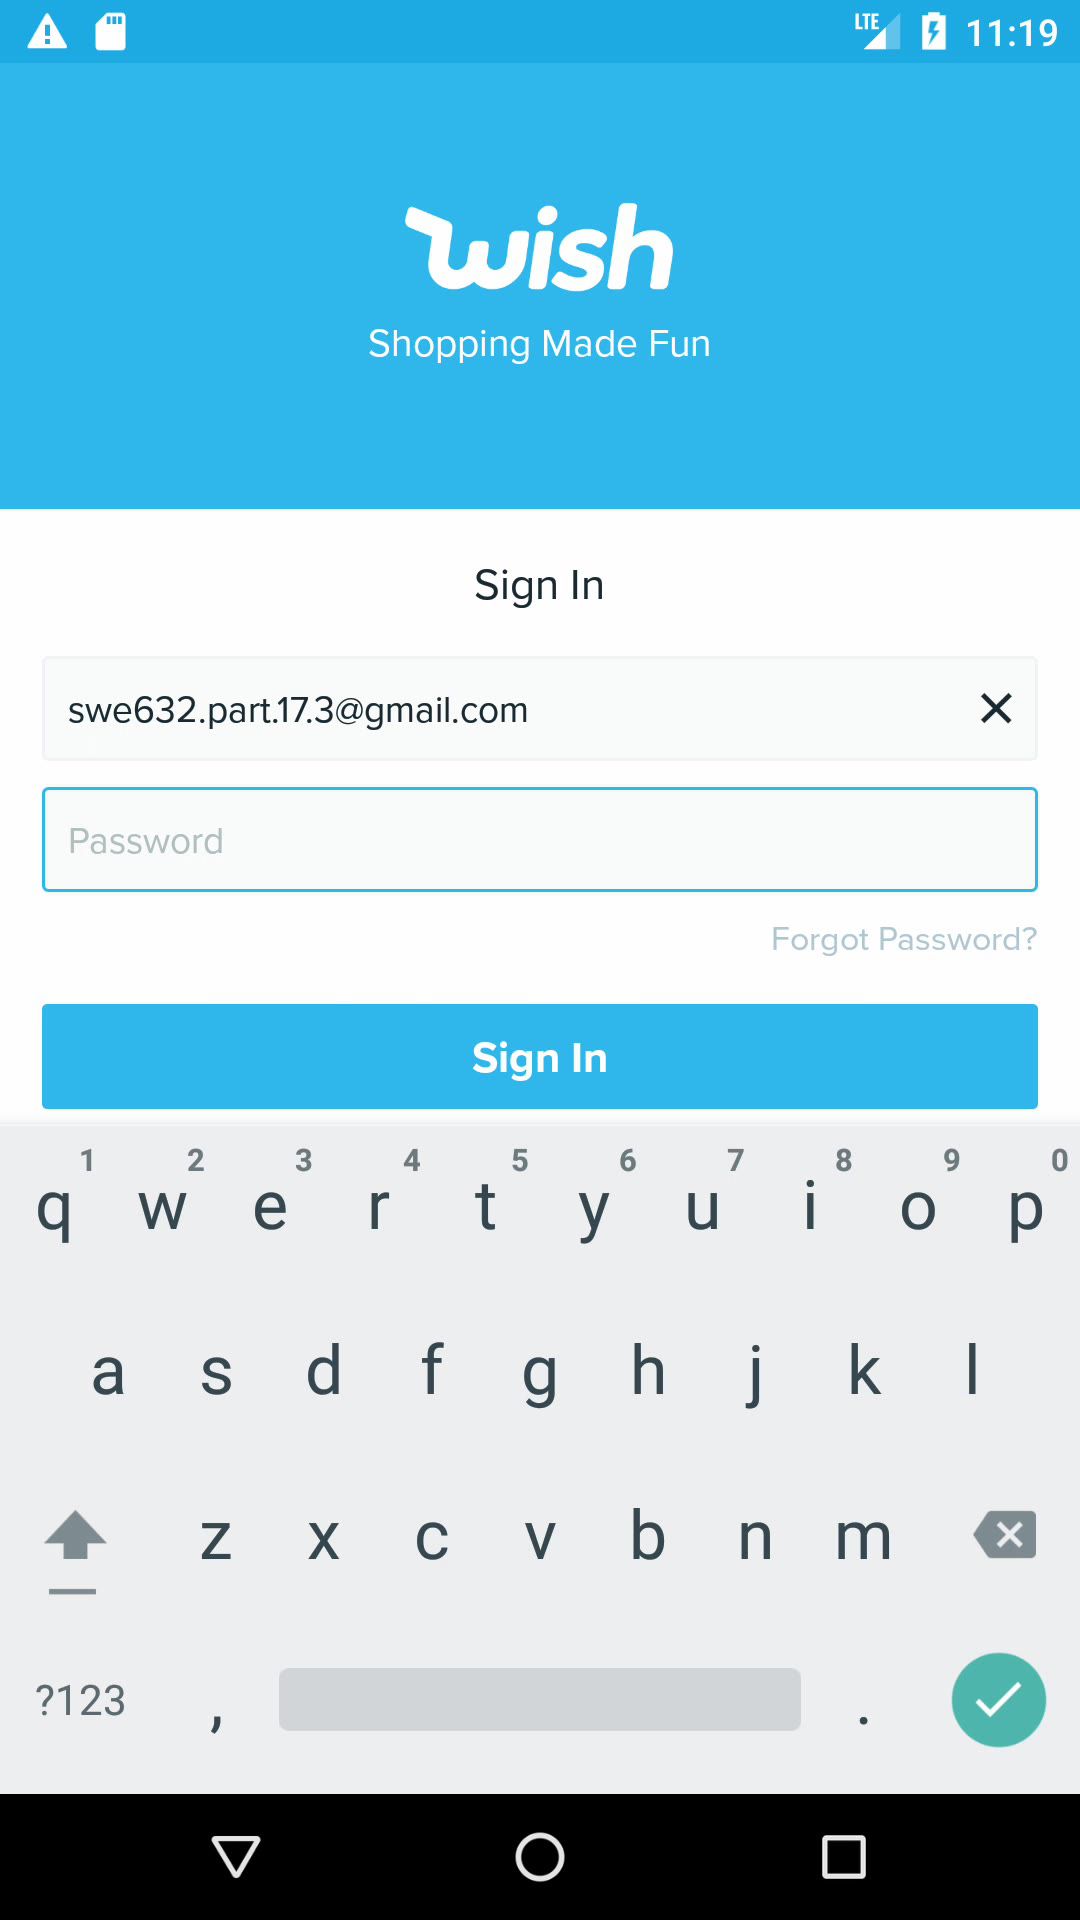 LTE 11:19
wish
Shopping Made Fun
Sign In
swe632.part.17.3@gmail.com
Password
Forgot Password?
Sign In
1 2 3 4 5 6 7 8 9 0
q w e r t y u i o p
a s d f g h j k l
z x c v b n m
?123 , .